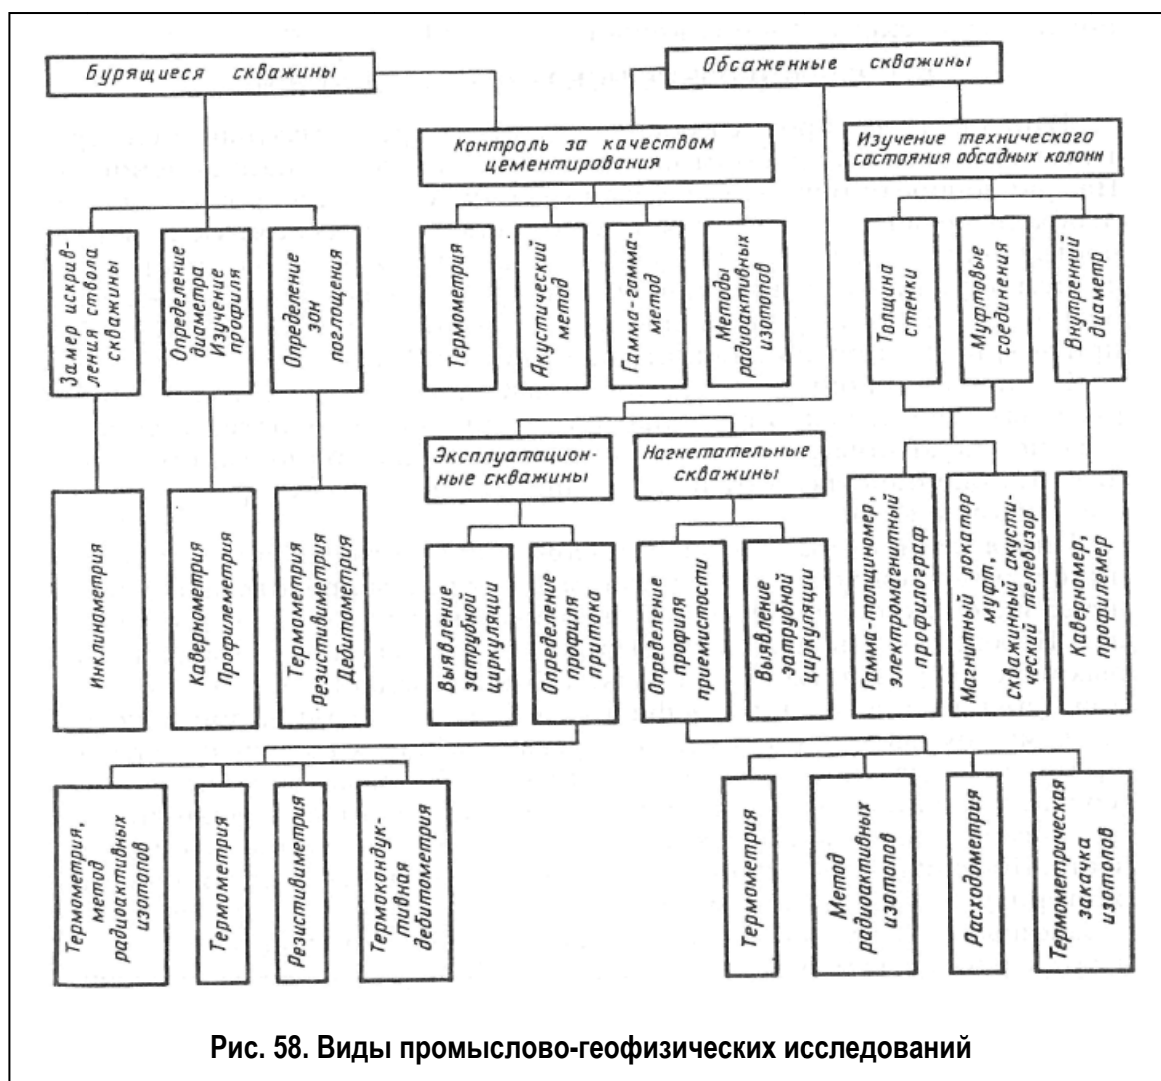 Бурящиеся скважины
Обсаженные скважины
Контроль за качеством
цементирования
Изучение технического
состояния обсадных колонн
Замер искрив-
ления ствола
скважины
Определение
диаметра
Изучение
профиля
Определение
зон
поглощения
Термометрия
Акустический
метод
Гамма-гамма-
метод
Методы
радиоактивных
изотопов
Толщина
стенки
Муфтовые
соединения
Внутренний
диаметр
Эксплуатацион-
ные скважины
Нагнетательные
скважины
Инклинометрия
Кавернометрия
Профилеметрия
Термометрия
Резистивиметрия
Дебитометрия
Выявление
затрубной
циркуляции
Определение
профиля
притока
Определение
профиля
приемистости
Выявление
затрубной
циркуляции
Гамма-толщиномер,
электромагнитный
профилограф
Магнитный локатор
муфт,
скважинный акусти-
ческий телевизор
Каверномер,
профилемер
Термометрия,
метод
радиоактивных
изотопов
Термометрия
Резистивиметрия
Термокондук-
тивная
дебитометрия
Термометрия
Метод
радиоактивных
изотопов
Расходометрия
Термометрическая
закачка
изотопов
Рис. 58. Виды промыслово-геофизических исследований